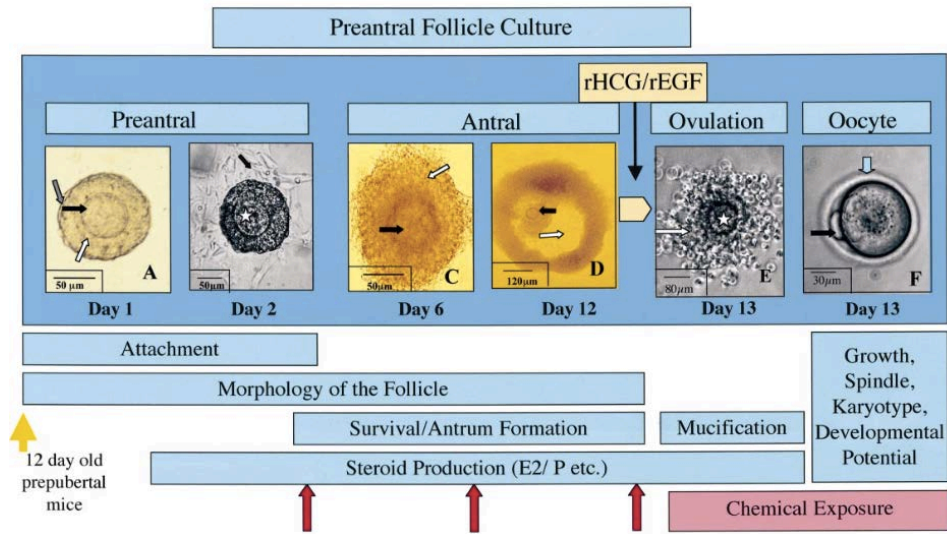 Preantral Follicle Culture
rHCG/rEGF
Preantral
Antral
Ovulation
Oocyte
A
50 µm
50µm
C
50µm
D
120µm
E
80µm
F
30µm
Day 1
Day 2
Day 6
Day 12
Day 13
Day 13
Attachment
Morphology of the Follicle
Survival/Antrum Formation
Mucification
Steroid Production (E2/ P etc.)
Growth,
Spindle,
Karyotype,
Developmental
Potential
12 day old
prepubertal
mice
Chemical Exposure